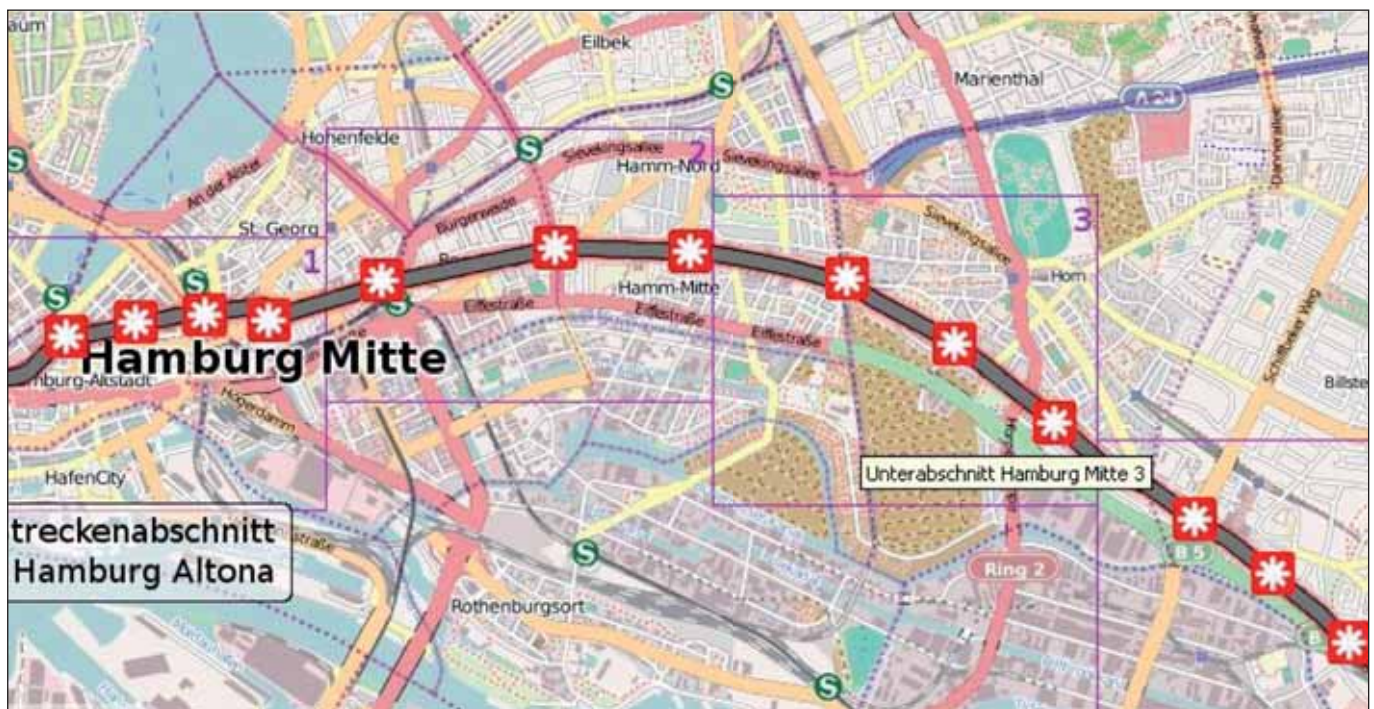 aum
Eilbek
Marienthal
Hohenfelde
S
S
S
Sievekingsallee
2
Hamm-Nord
Sievekingsallee
An der Alster
Bürgerweide
St. Georg
1
Sievekingsallee
3
Horn
S
S
S
Hamm-Mitte
Eiffestraße
Eiffestraße
Eiffestraße
Hamburg Mitte
mburg-Altstadt
Schiffbeker Weg
Billste
Högerdamm
HafenCity
Unterabschnitt Hamburg Mitte 3
treckenabschnitt
Hamburg Altona
straße
B 5
S
Ring 2
Rothenburgsort
B
S